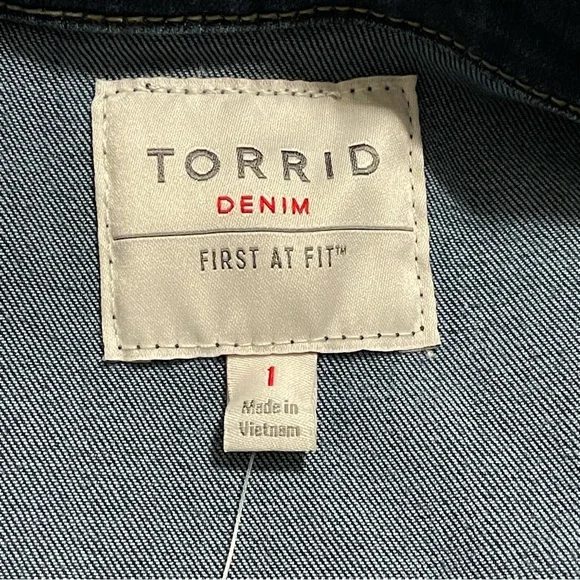 TORRID
DENIM
FIRST AT FIT™
1
Made in
Vietnam